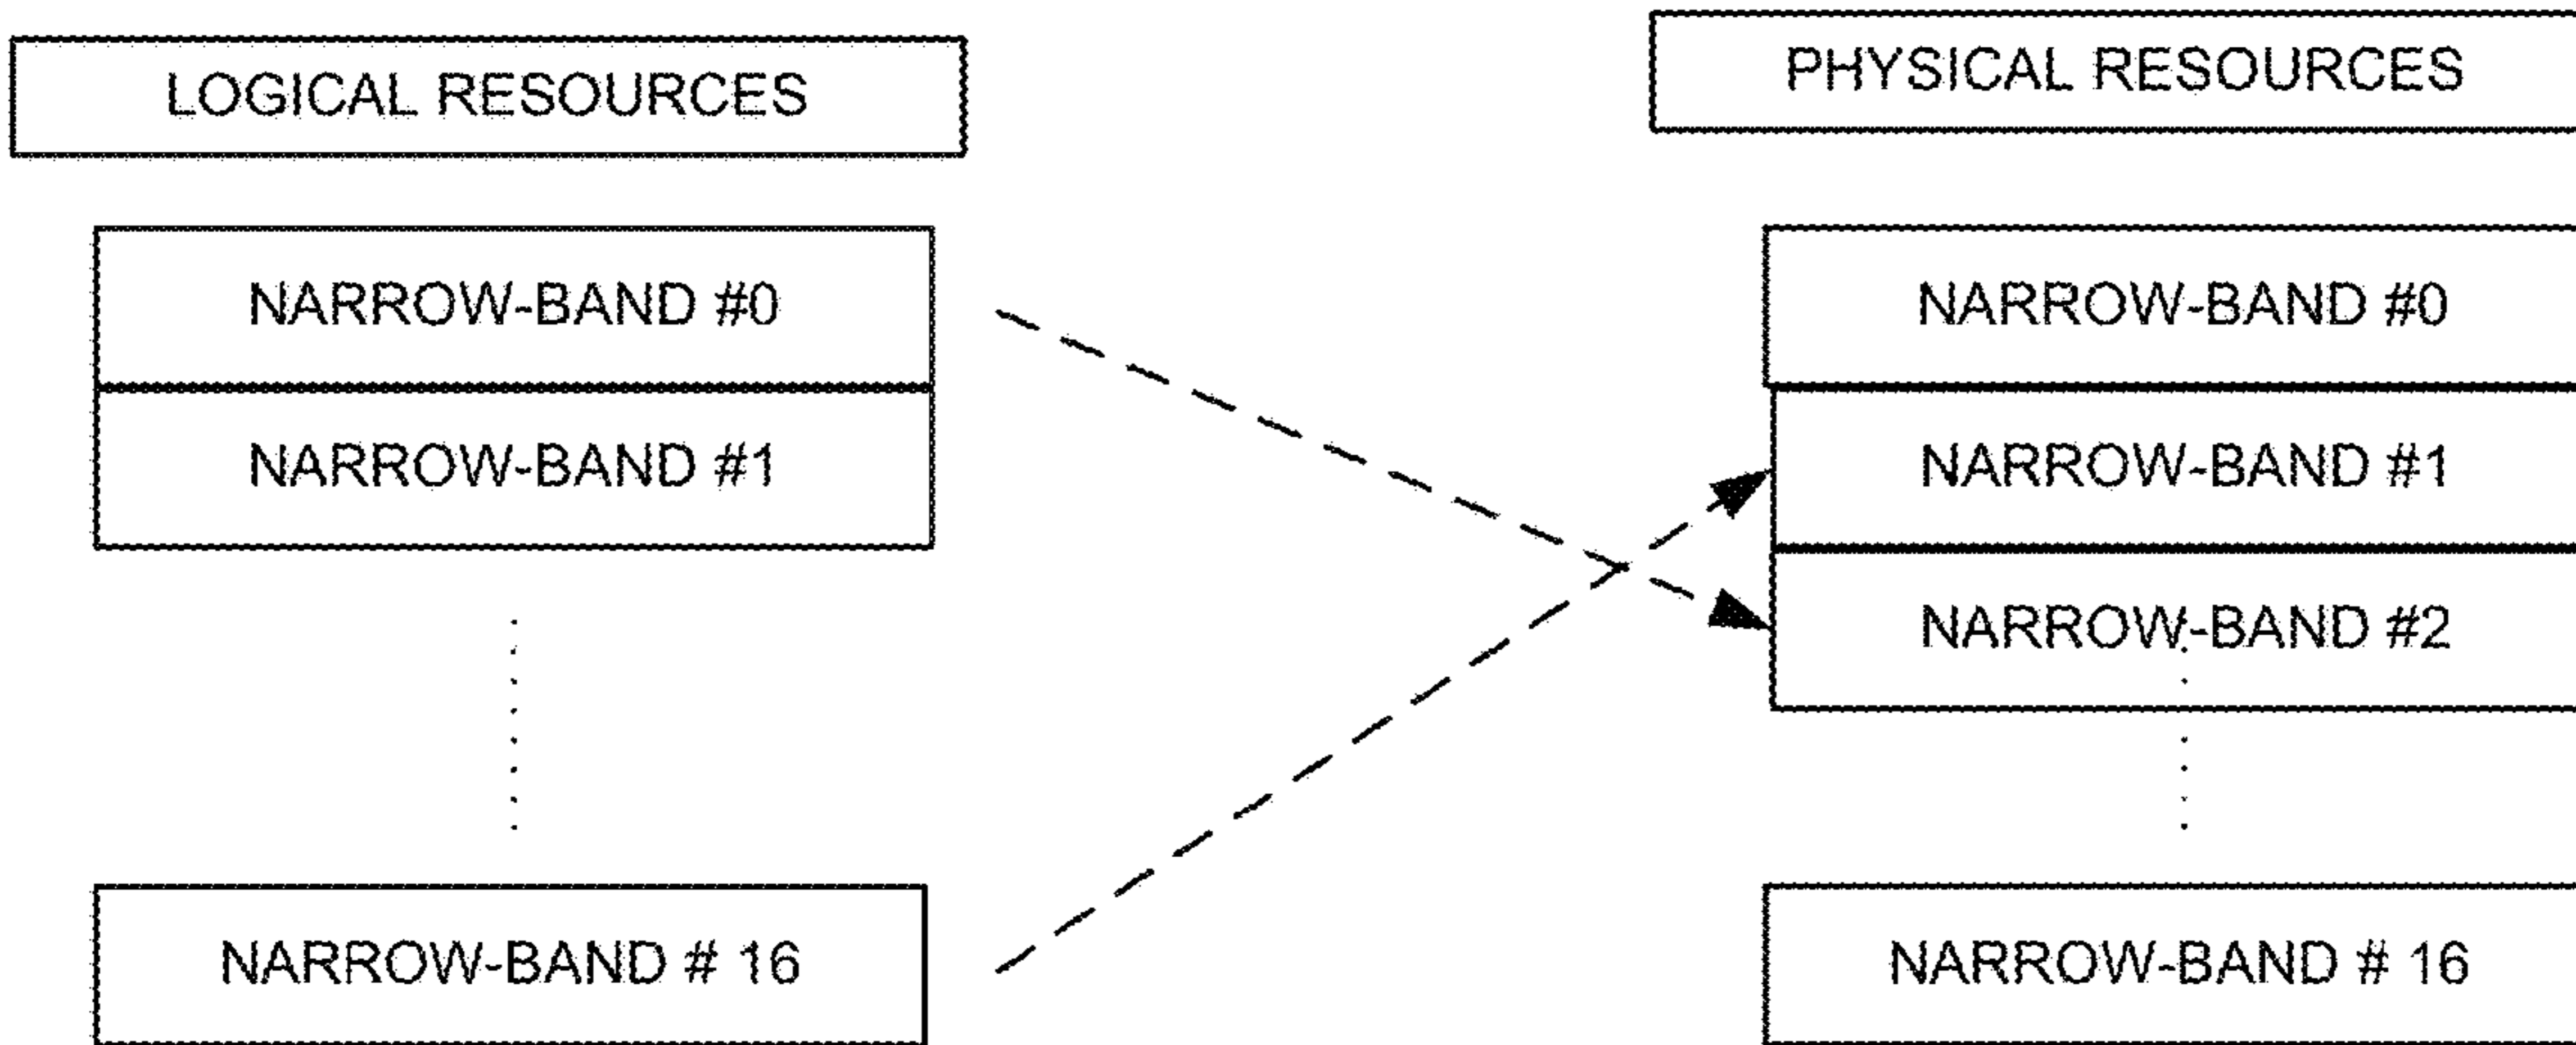 LOGICAL RESOURCES
PHYSICAL RESOURCES
NARROW-BAND #0
NARROW-BAND #1
NARROW-BAND # 16
NARROW-BAND #0
NARROW-BAND #1
NARROW-BAND #2
NARROW-BAND # 16